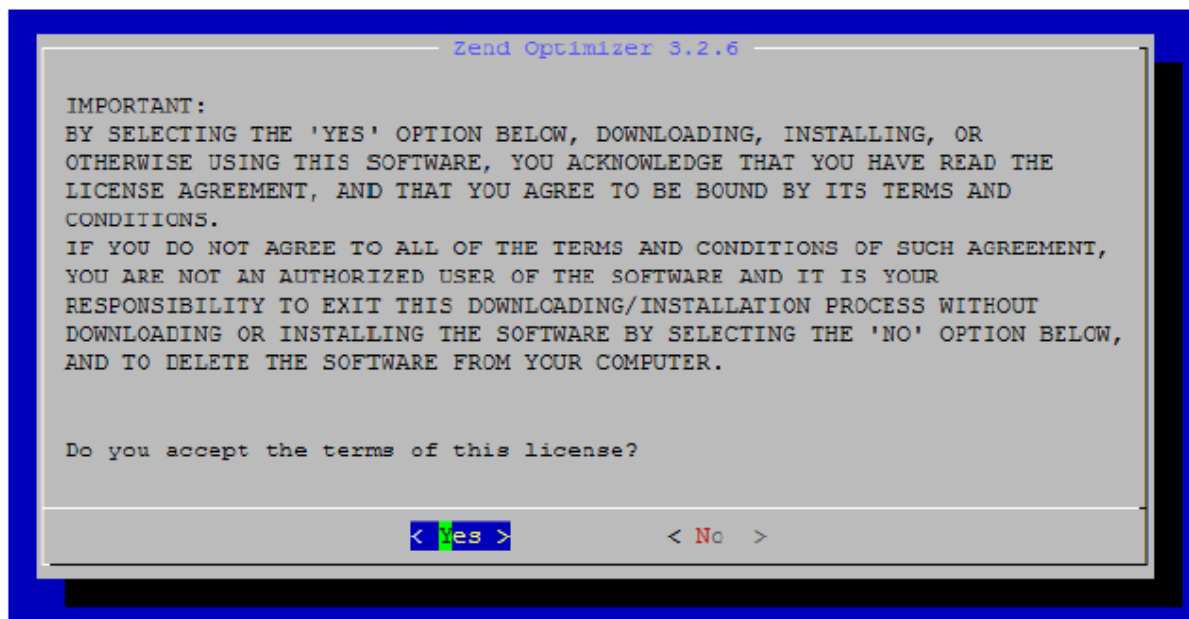 Zend Optimizer 3.2.6
IMPORTANT:
BY SELECTING THE 'YES' OPTION BELOW, DOWNLOADING, INSTALLING, OR
OTHERWISE USING THIS SOFTWARE, YOU ACKNOWLEDGE THAT YOU HAVE READ THE
LICENSE AGREEMENT, AND THAT YOU AGREE TO BE BOUND BY ITS TERMS AND
CONDITIONS.
IF YOU DO NOT AGREE TO ALL OF THE TERMS AND CONDITIONS OF SUCH AGREEMENT,
YOU ARE NOT AN AUTHORIZED USER OF THE SOFTWARE AND IT IS YOUR
RESPONSIBILITY TO EXIT THIS DOWNLOADING/INSTALLATION PROCESS WITHOUT
DOWNLOADING OR INSTALLING THE SOFTWARE BY SELECTING THE 'NO' OPTION BELOW,
AND TO DELETE THE SOFTWARE FROM YOUR COMPUTER.
Do you accept the terms of this license?
< Yes > < No >